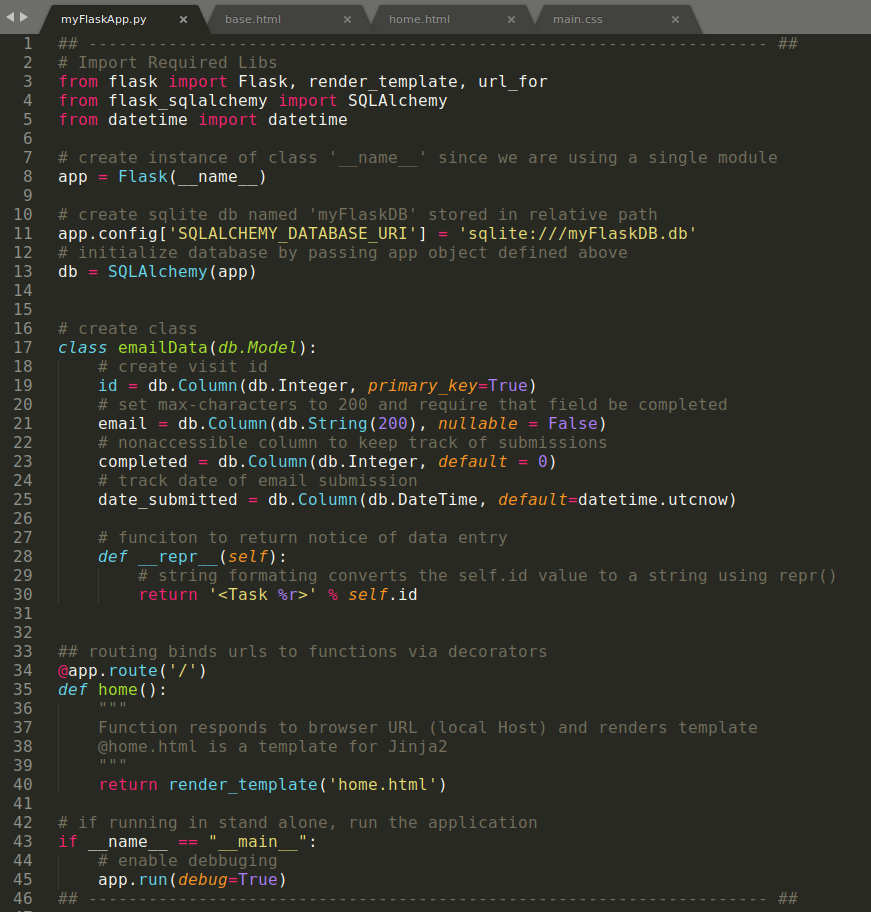 myFlaskApp.py × base.html × home.html × main.css ×
1 ## -------------------------------------------------------------------- ##
2 # Import Required Libs
3 from flask import Flask, render_template, url_for
4 from flask_sqlalchemy import SQLAlchemy
5 from datetime import datetime
6
7 # create instance of class '__name__' since we are using a single module
8 app = Flask(__name__)
9
10 # create sqlite db named 'myFlaskDB' stored in relative path
11 app.config['SQLALCHEMY_DATABASE_URI'] = 'sqlite:///myFlaskDB.db'
12 # initialize database by passing app object defined above
13 db = SQLAlchemy(app)
14
15
16 # create class
17 class emailData(db.Model):
18     # create visit id
19     id = db.Column(db.Integer, primary_key=True)
20     # set max-characters to 200 and require that field be completed
21     email = db.Column(db.String(200), nullable = False)
22     # nonaccessible column to keep track of submissions
23     completed = db.Column(db.Integer, default = 0)
24     # track date of email submission
25     date_submitted = db.Column(db.DateTime, default=datetime.utcnow)
26
27     # funciton to return notice of data entry
28     def __repr__(self):
29         # string formating converts the self.id value to a string using repr()
30         return '<Task %r>' % self.id
31
32
33 ## routing binds urls to functions via decorators
34 @app.route('/')
35 def home():
36     """
37     Function responds to browser URL (local Host) and renders template
38     @home.html is a template for Jinja2
39     """
40     return render_template('home.html')
41
42 # if running in stand alone, run the application
43 if __name__ == "__main__":
44     # enable debbuging
45     app.run(debug=True)
46 ## -------------------------------------------------------------------- ##